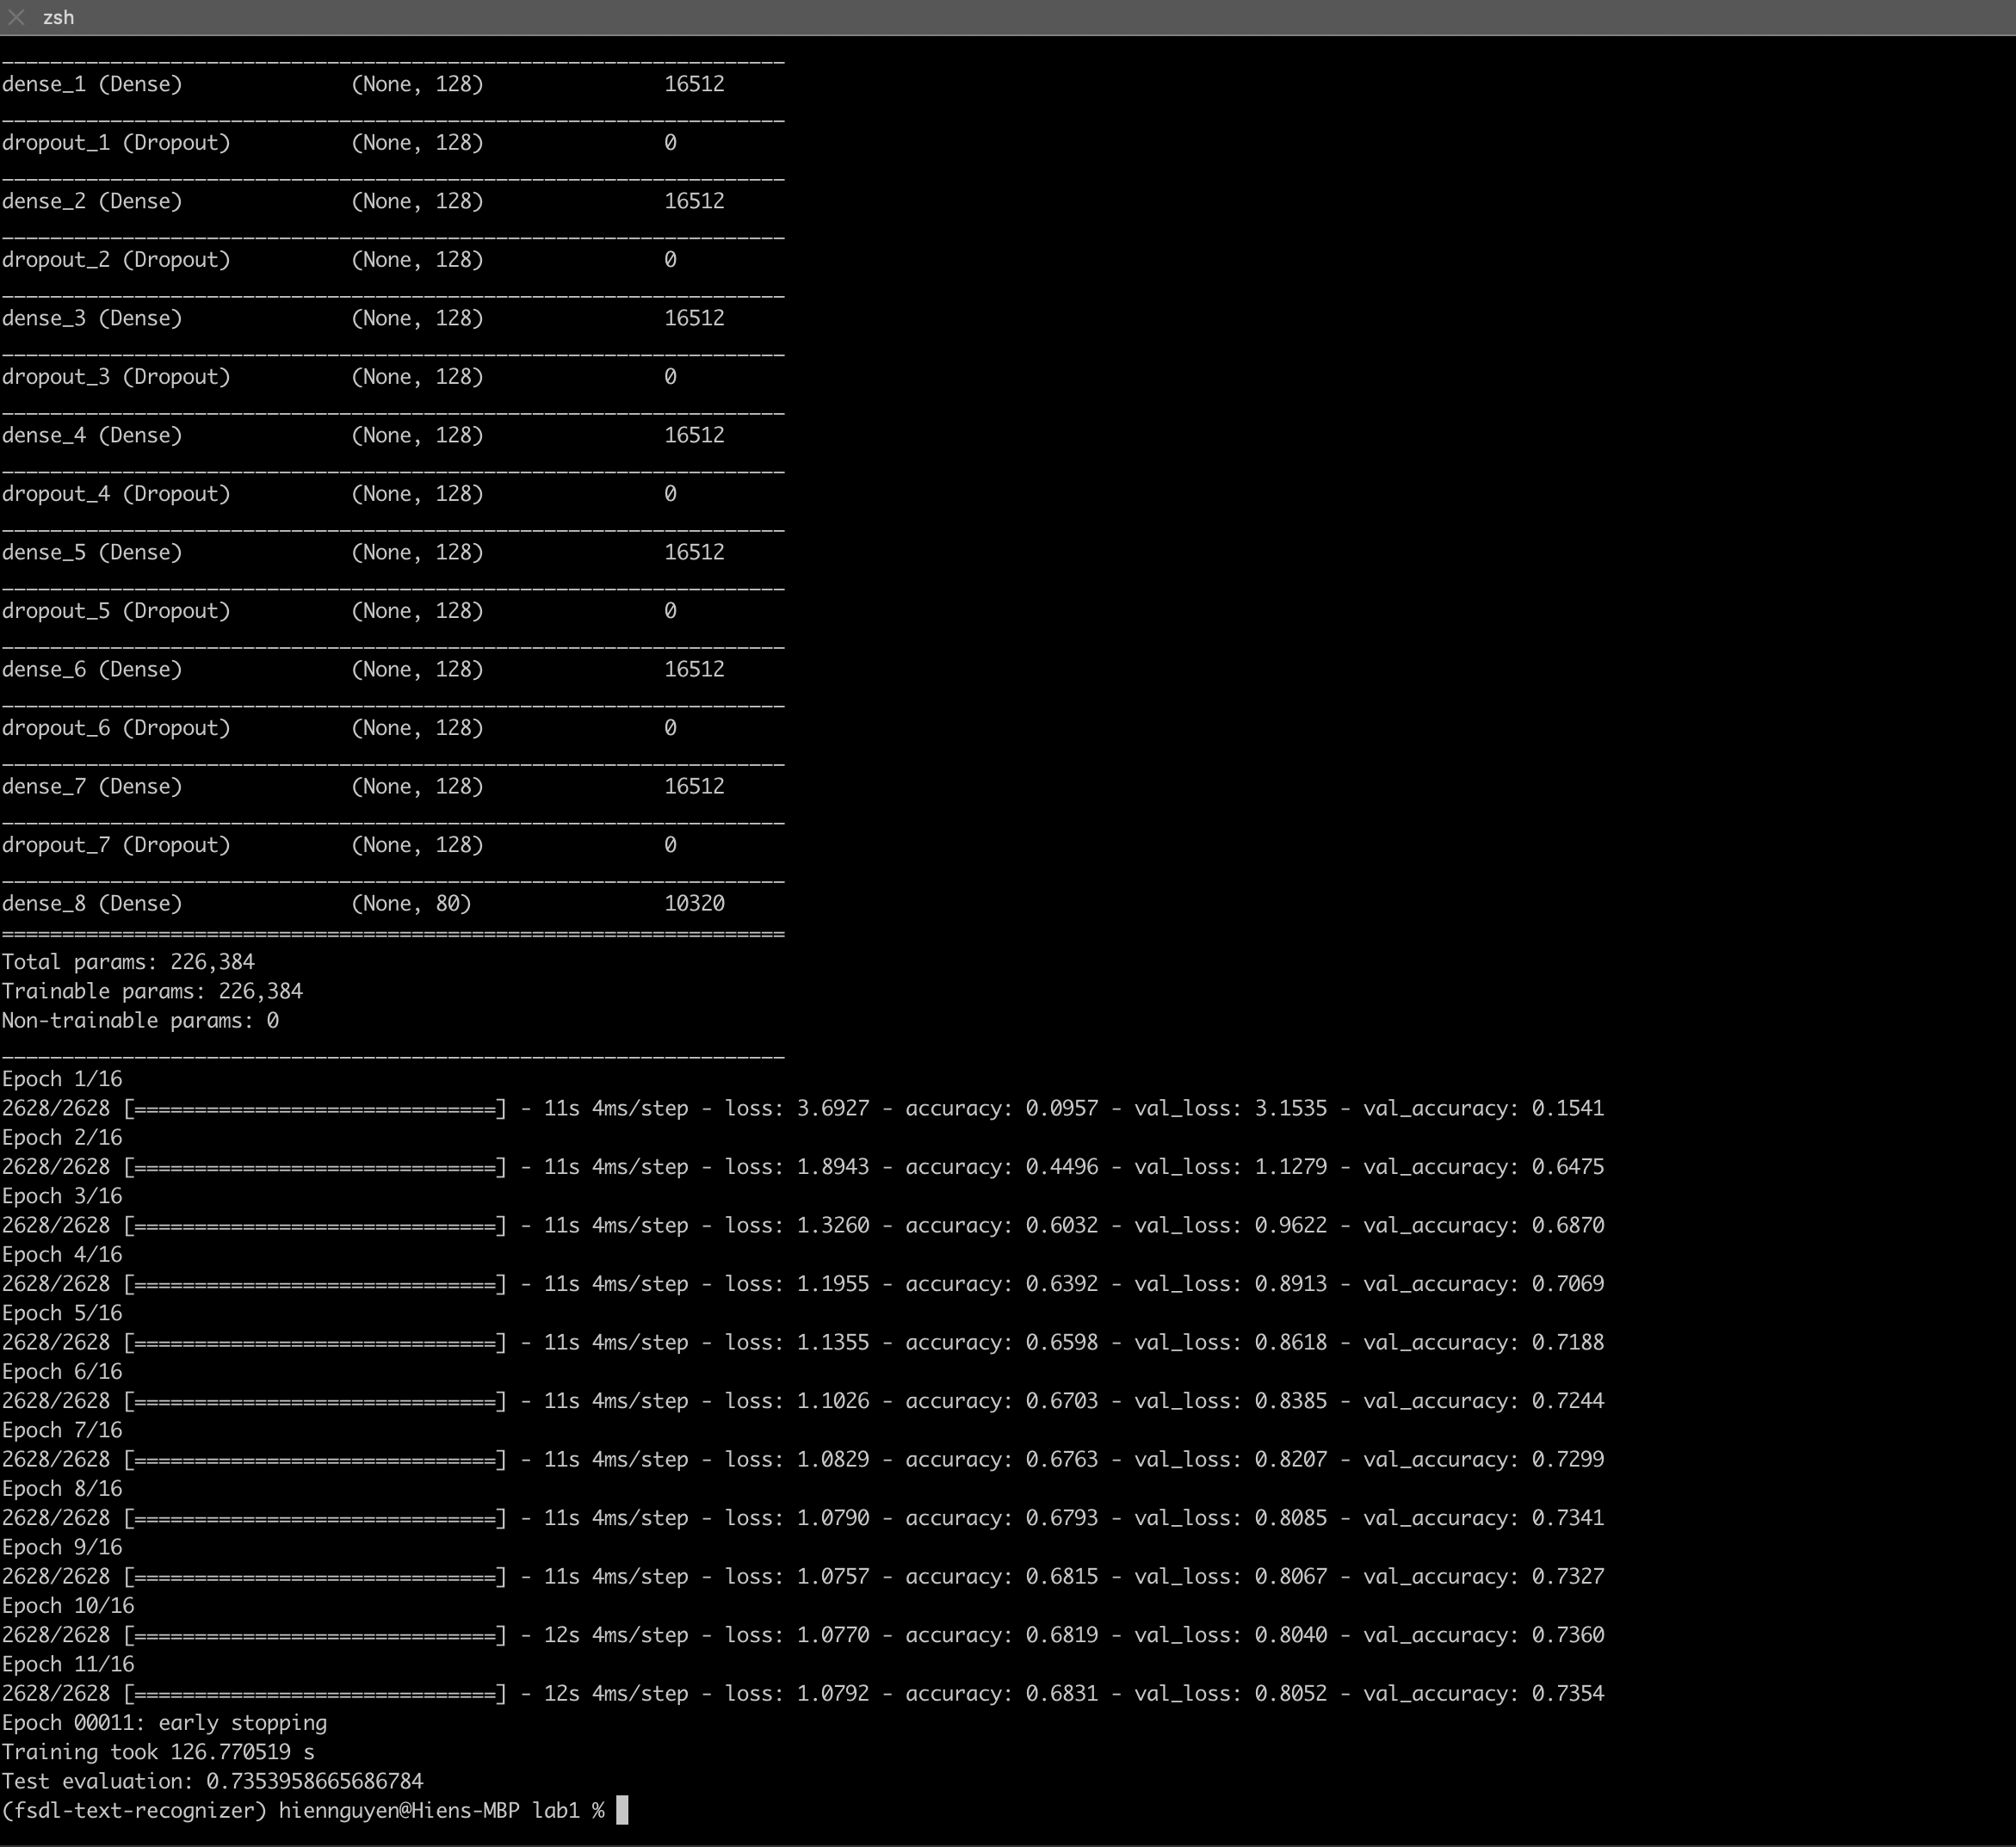 zsh
_________________________________________________________________
dense_1 (Dense)              (None, 128)               16512
_________________________________________________________________
dropout_1 (Dropout)          (None, 128)               0
_________________________________________________________________
dense_2 (Dense)              (None, 128)               16512
_________________________________________________________________
dropout_2 (Dropout)          (None, 128)               0
_________________________________________________________________
dense_3 (Dense)              (None, 128)               16512
_________________________________________________________________
dropout_3 (Dropout)          (None, 128)               0
_________________________________________________________________
dense_4 (Dense)              (None, 128)               16512
_________________________________________________________________
dropout_4 (Dropout)          (None, 128)               0
_________________________________________________________________
dense_5 (Dense)              (None, 128)               16512
_________________________________________________________________
dropout_5 (Dropout)          (None, 128)               0
_________________________________________________________________
dense_6 (Dense)              (None, 128)               16512
_________________________________________________________________
dropout_6 (Dropout)          (None, 128)               0
_________________________________________________________________
dense_7 (Dense)              (None, 128)               16512
_________________________________________________________________
dropout_7 (Dropout)          (None, 128)               0
_________________________________________________________________
dense_8 (Dense)              (None, 80)                10320
=================================================================
Total params: 226,384
Trainable params: 226,384
Non-trainable params: 0
_________________________________________________________________
Epoch 1/16
2628/2628 [==============================] - 11s 4ms/step - loss: 3.6927 - accuracy: 0.0957 - val_loss: 3.1535 - val_accuracy: 0.1541
Epoch 2/16
2628/2628 [==============================] - 11s 4ms/step - loss: 1.8943 - accuracy: 0.4496 - val_loss: 1.1279 - val_accuracy: 0.6475
Epoch 3/16
2628/2628 [==============================] - 11s 4ms/step - loss: 1.3260 - accuracy: 0.6032 - val_loss: 0.9622 - val_accuracy: 0.6870
Epoch 4/16
2628/2628 [==============================] - 11s 4ms/step - loss: 1.1955 - accuracy: 0.6392 - val_loss: 0.8913 - val_accuracy: 0.7069
Epoch 5/16
2628/2628 [==============================] - 11s 4ms/step - loss: 1.1355 - accuracy: 0.6598 - val_loss: 0.8618 - val_accuracy: 0.7188
Epoch 6/16
2628/2628 [==============================] - 11s 4ms/step - loss: 1.1026 - accuracy: 0.6703 - val_loss: 0.8385 - val_accuracy: 0.7244
Epoch 7/16
2628/2628 [==============================] - 11s 4ms/step - loss: 1.0829 - accuracy: 0.6763 - val_loss: 0.8207 - val_accuracy: 0.7299
Epoch 8/16
2628/2628 [==============================] - 11s 4ms/step - loss: 1.0790 - accuracy: 0.6793 - val_loss: 0.8085 - val_accuracy: 0.7341
Epoch 9/16
2628/2628 [==============================] - 11s 4ms/step - loss: 1.0757 - accuracy: 0.6815 - val_loss: 0.8067 - val_accuracy: 0.7327
Epoch 10/16
2628/2628 [==============================] - 12s 4ms/step - loss: 1.0770 - accuracy: 0.6819 - val_loss: 0.8040 - val_accuracy: 0.7360
Epoch 11/16
2628/2628 [==============================] - 12s 4ms/step - loss: 1.0792 - accuracy: 0.6831 - val_loss: 0.8052 - val_accuracy: 0.7354
Epoch 00011: early stopping
Training took 126.770519 s
Test evaluation: 0.7353958665686784
(fsdl-text-recognizer) hiennguyen@Hiens-MBP lab1 %